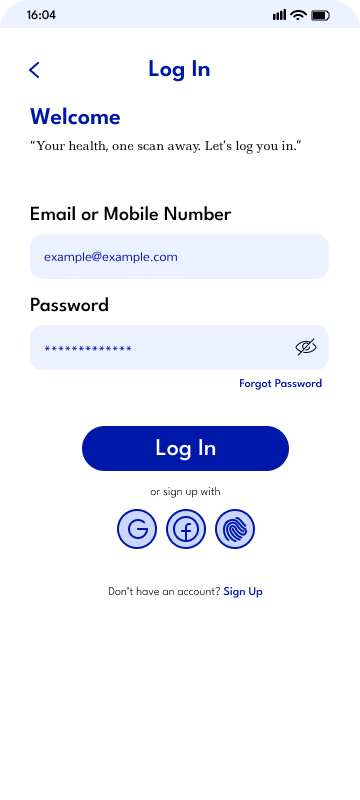 16:04
Log In
Welcome
“Your health, one scan away. Let’s log you in.”
Email or Mobile Number
example@example.com
Password
*************
Forgot Password
Log In
or sign up with
Don’t have an account? Sign Up